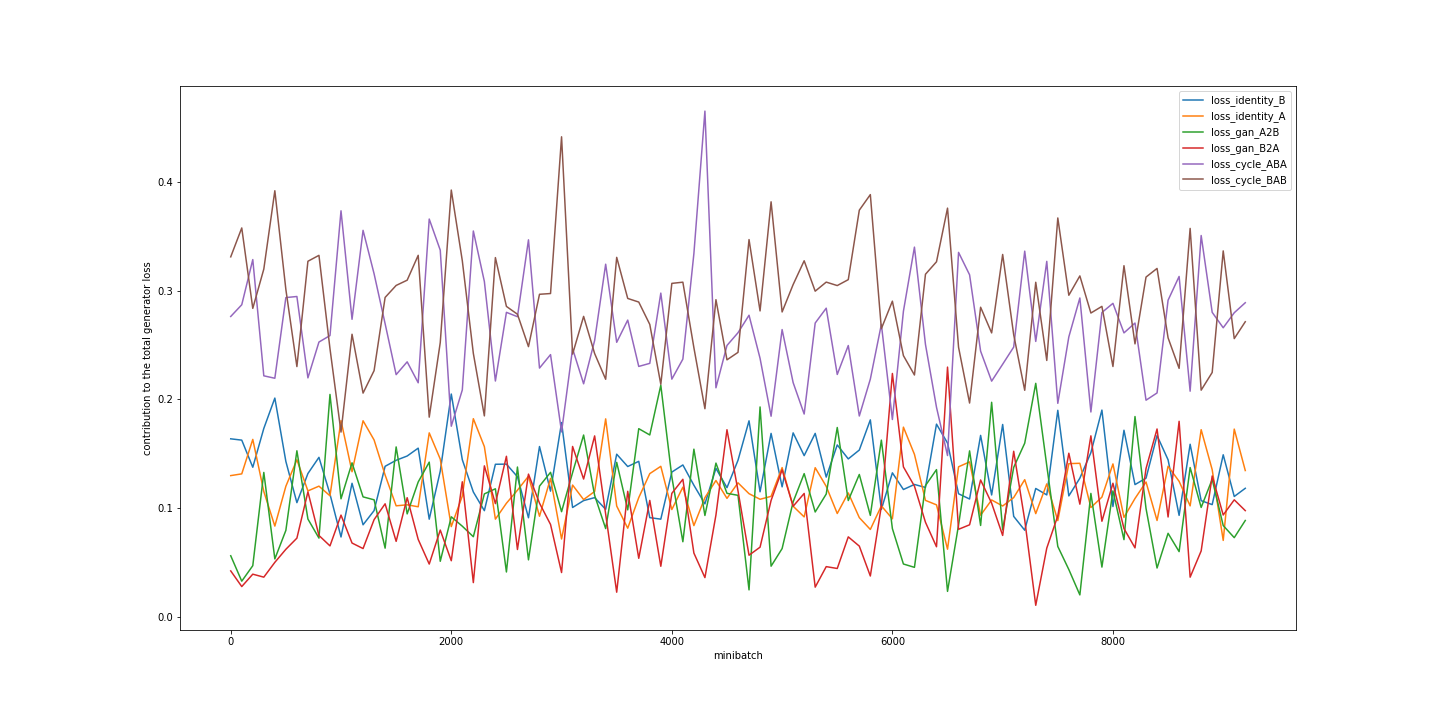 loss_identity_B
loss_identity_A
loss_gan_A2B
loss_gan_B2A
loss_cycle_ABA
loss_cycle_BAB
contribution to the total generator loss
0.4
0.3
0.2
0.1
0.0
0 2000 4000 6000 8000
minibatch